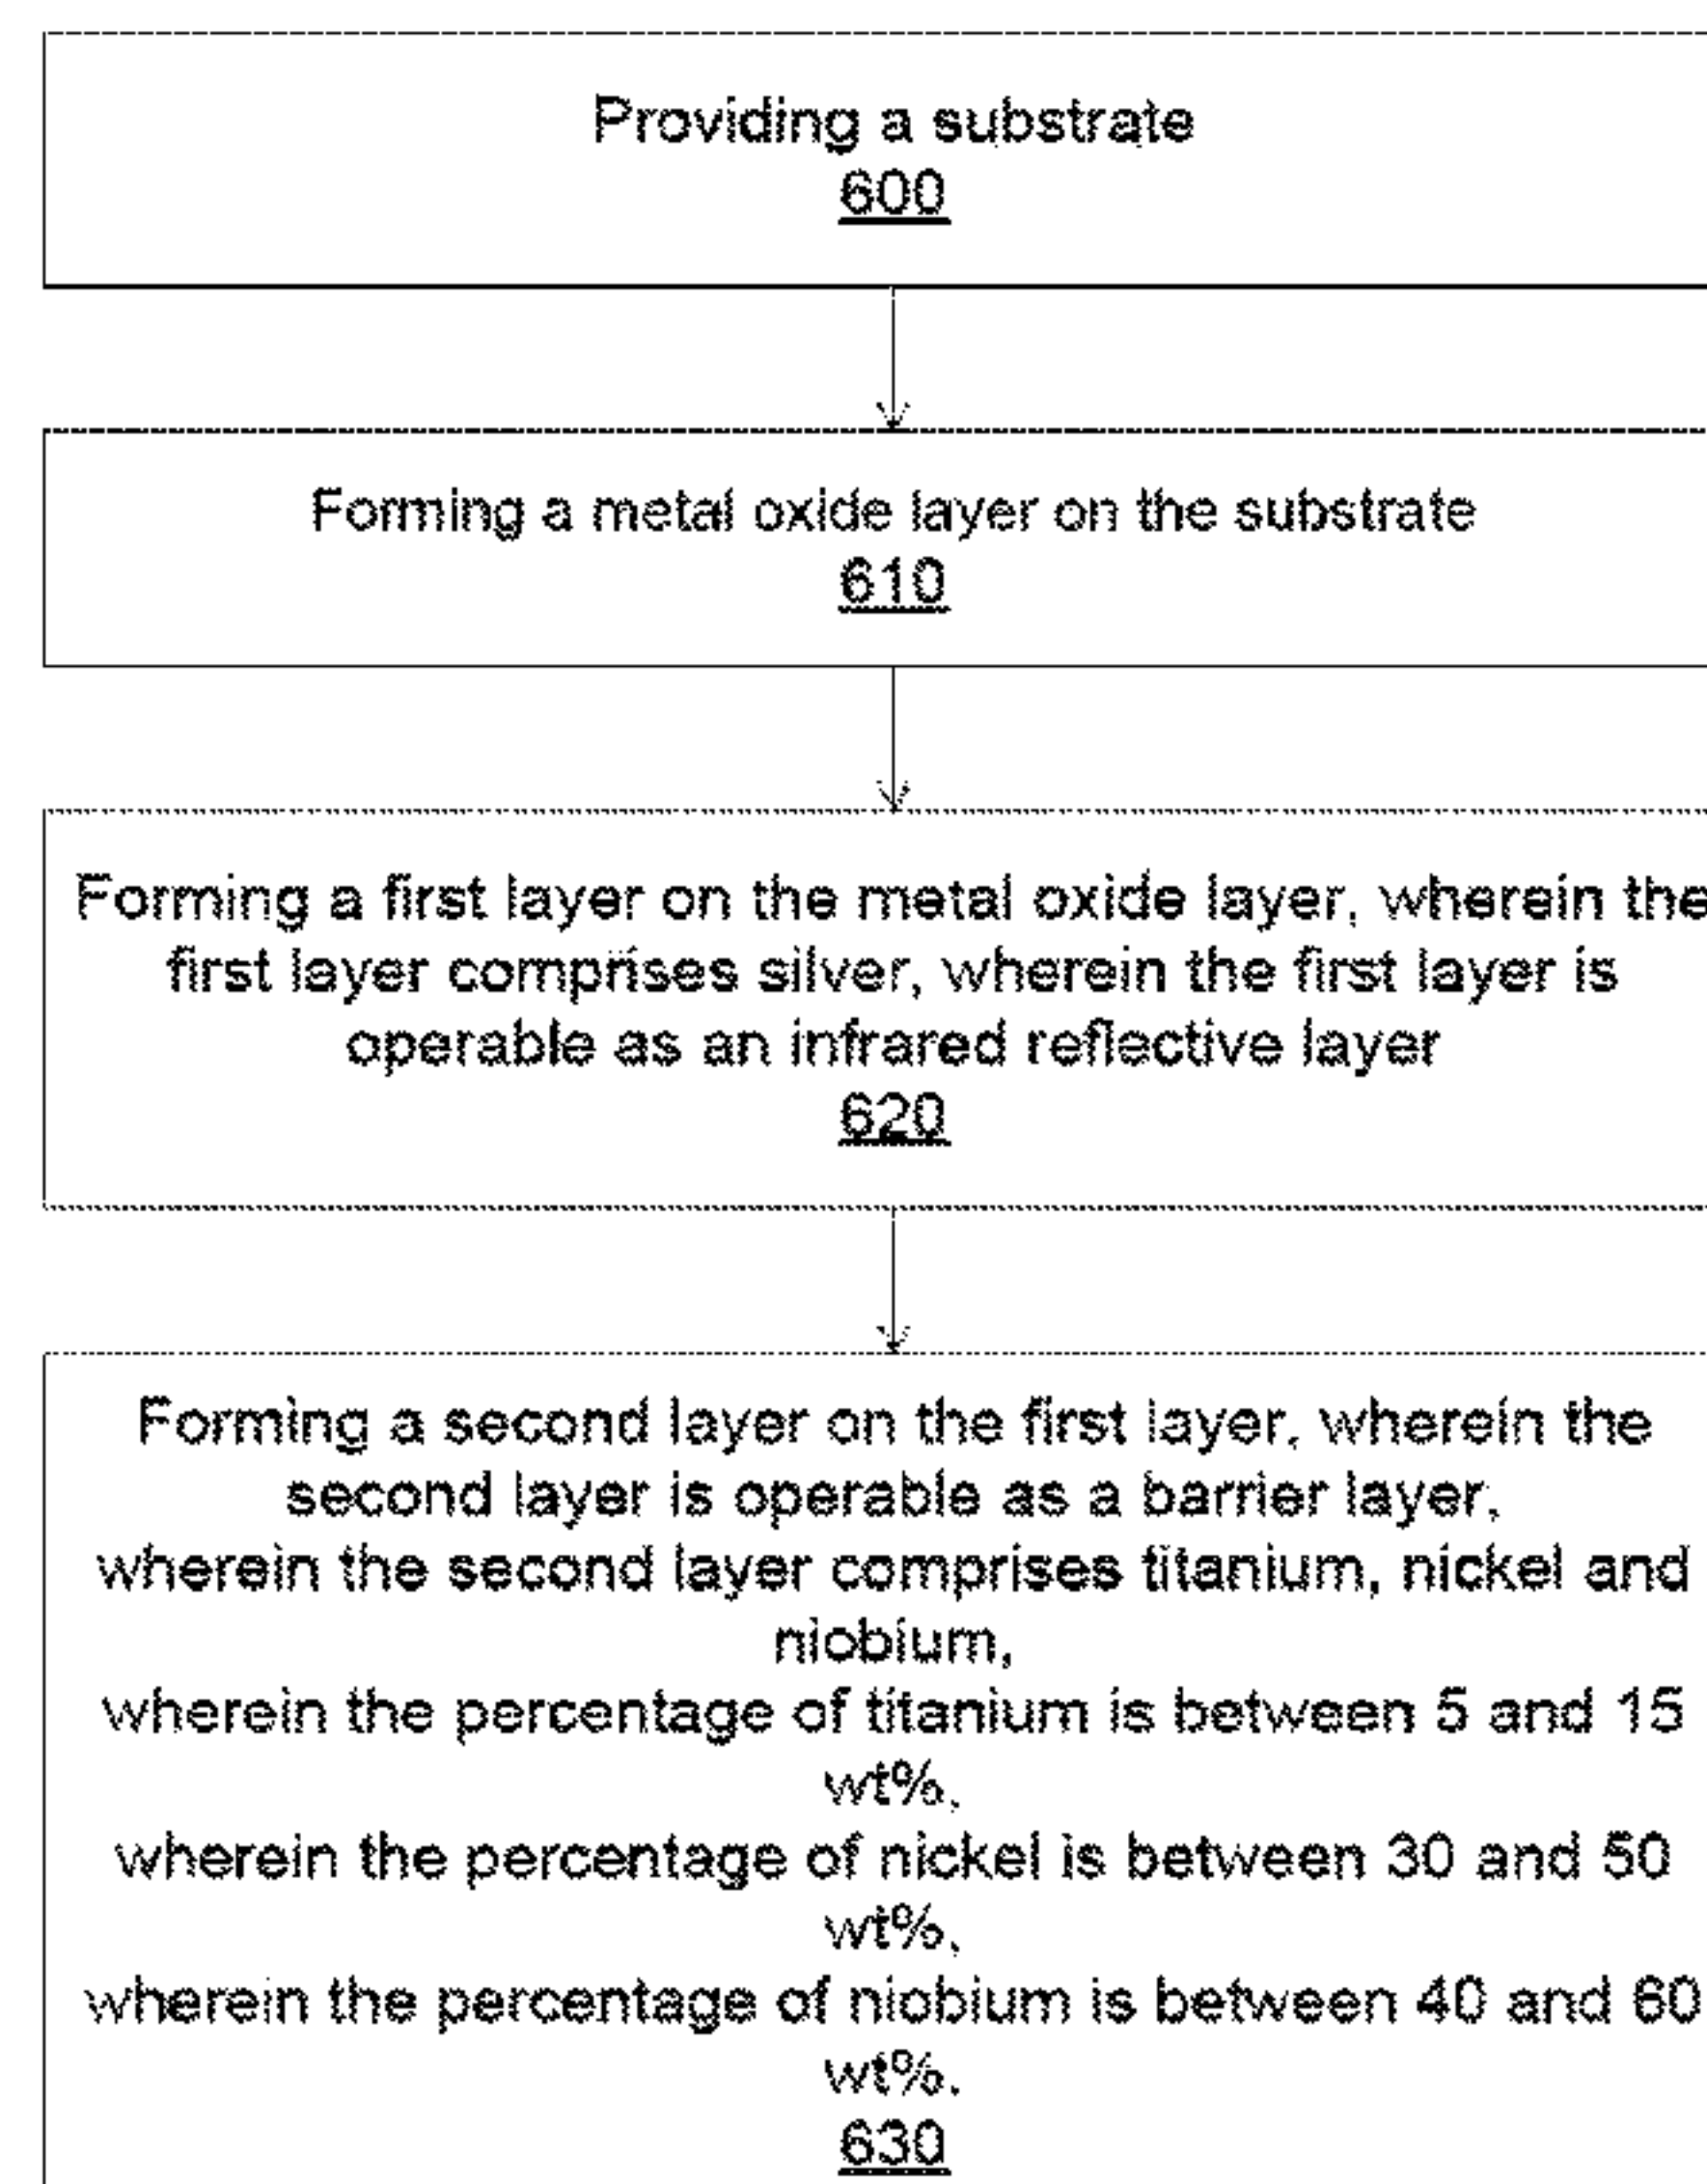 Providing a substrate
600
Forming a metal oxide layer on the substrate
610
Forming a first layer on the metal oxide layer, wherein the
first layer comprises silver, wherein the first layer is
operable as an infrared reflective layer
620
Forming a second layer on the first layer, wherein the
second layer is operable as a barrier layer,
wherein the second layer comprises titanium, nickel and
niobium,
wherein the percentage of titanium is between 5 and 15
wt%,
wherein the percentage of nickel is between 30 and 50
wt%,
wherein the percentage of niobium is between 40 and 60
wt%.
630